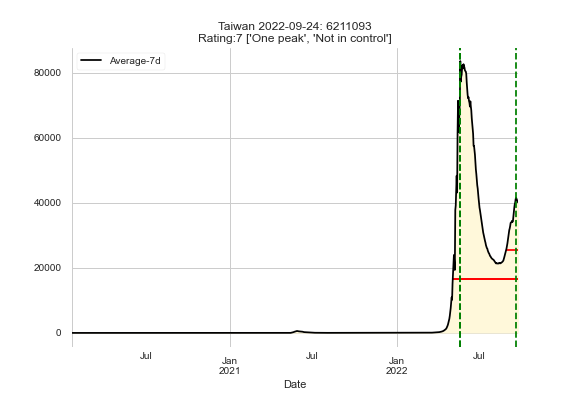 Taiwan 2022-09-24: 6211093
Rating:7 ['One peak', 'Not in control']
Average-7d
80000
60000
40000
20000
0
Jul
Jan
2021
Jul
Jan
2022
Jul
Date